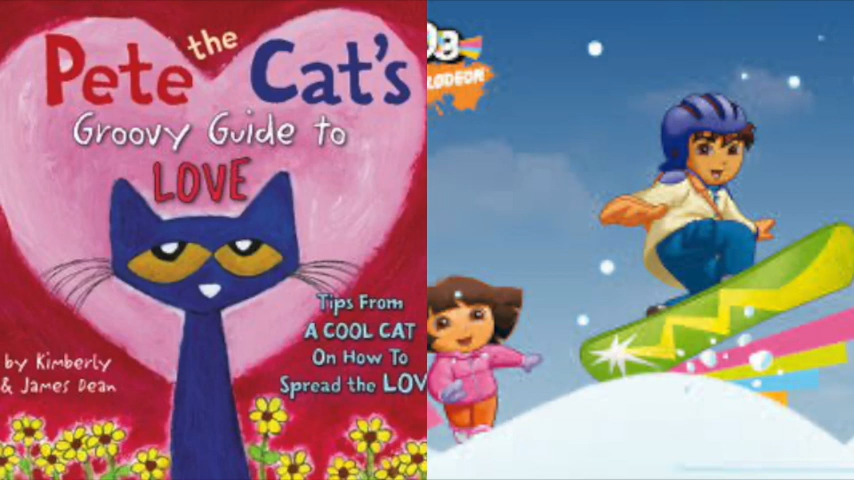 Pete the Cat's
Groovy Guide to
LOVE
Tips From
A COOL CAT
On How To
Spread the LOV
by Kimberly
& James Dean